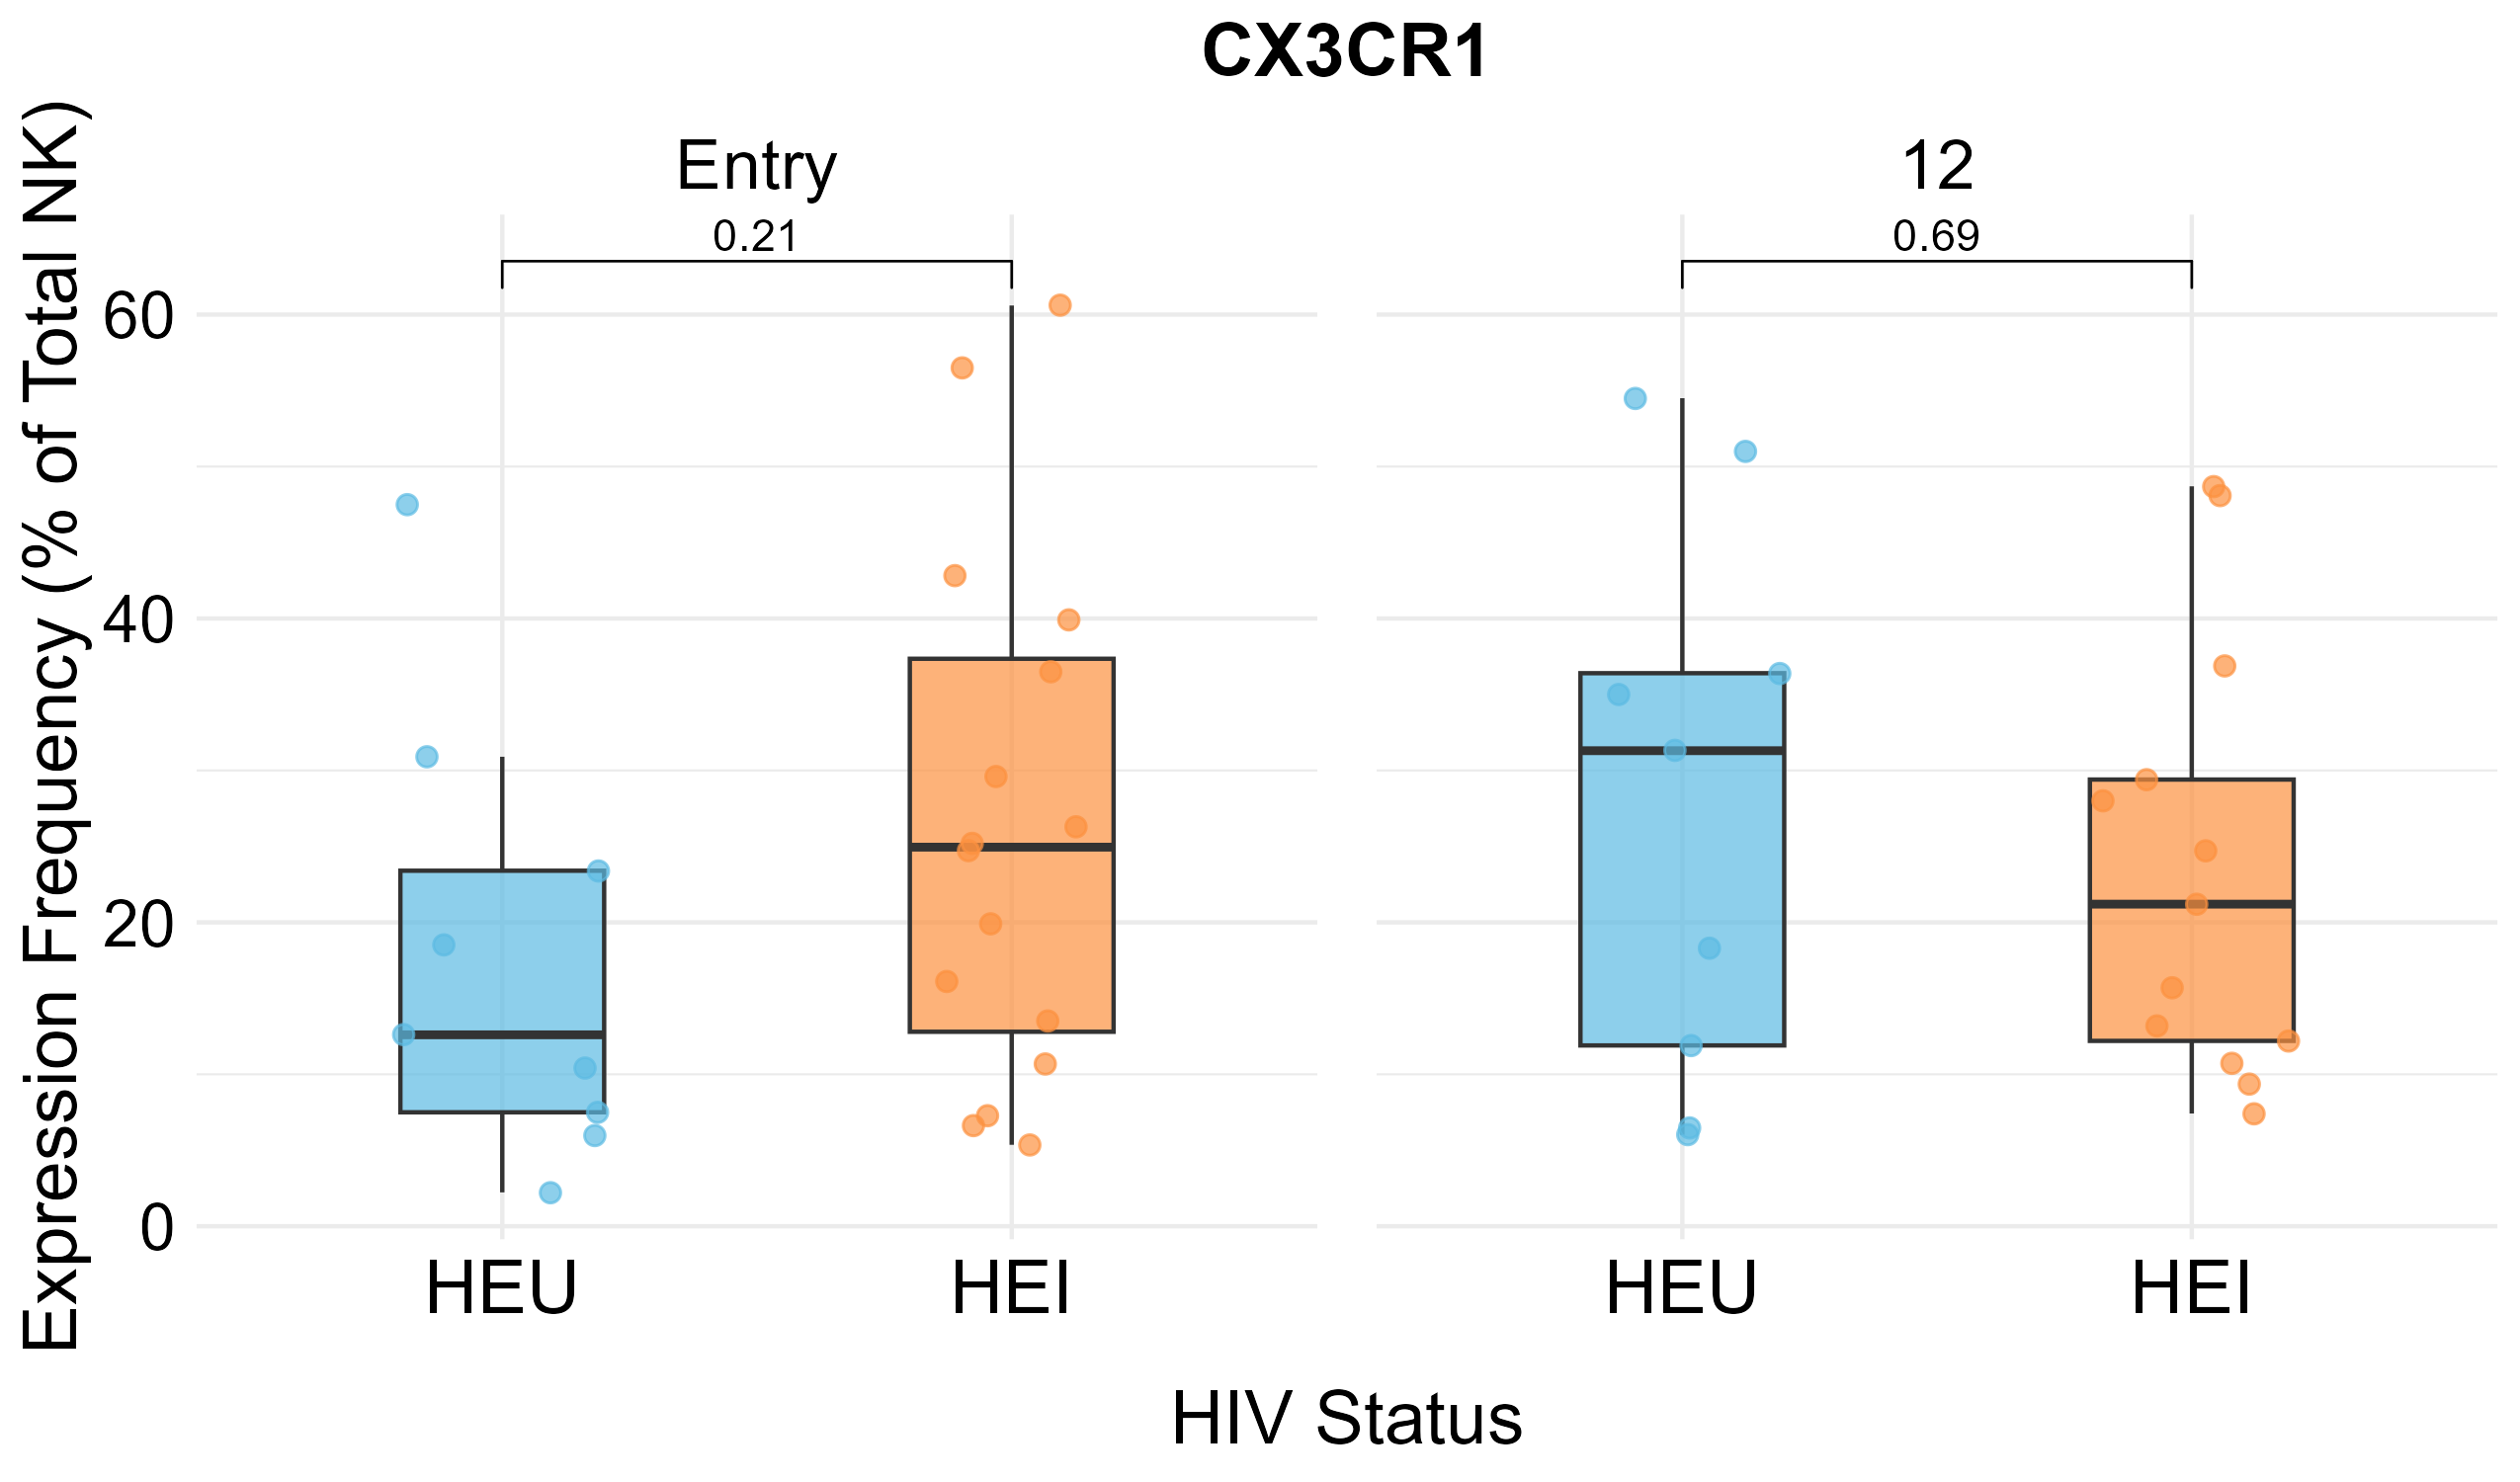 CX3CR1
Entry
12
0.21
0.69
Expression Frequency (% of Total NK)
60
40
20
0
HEU
HEI
HEU
HEI
HIV Status